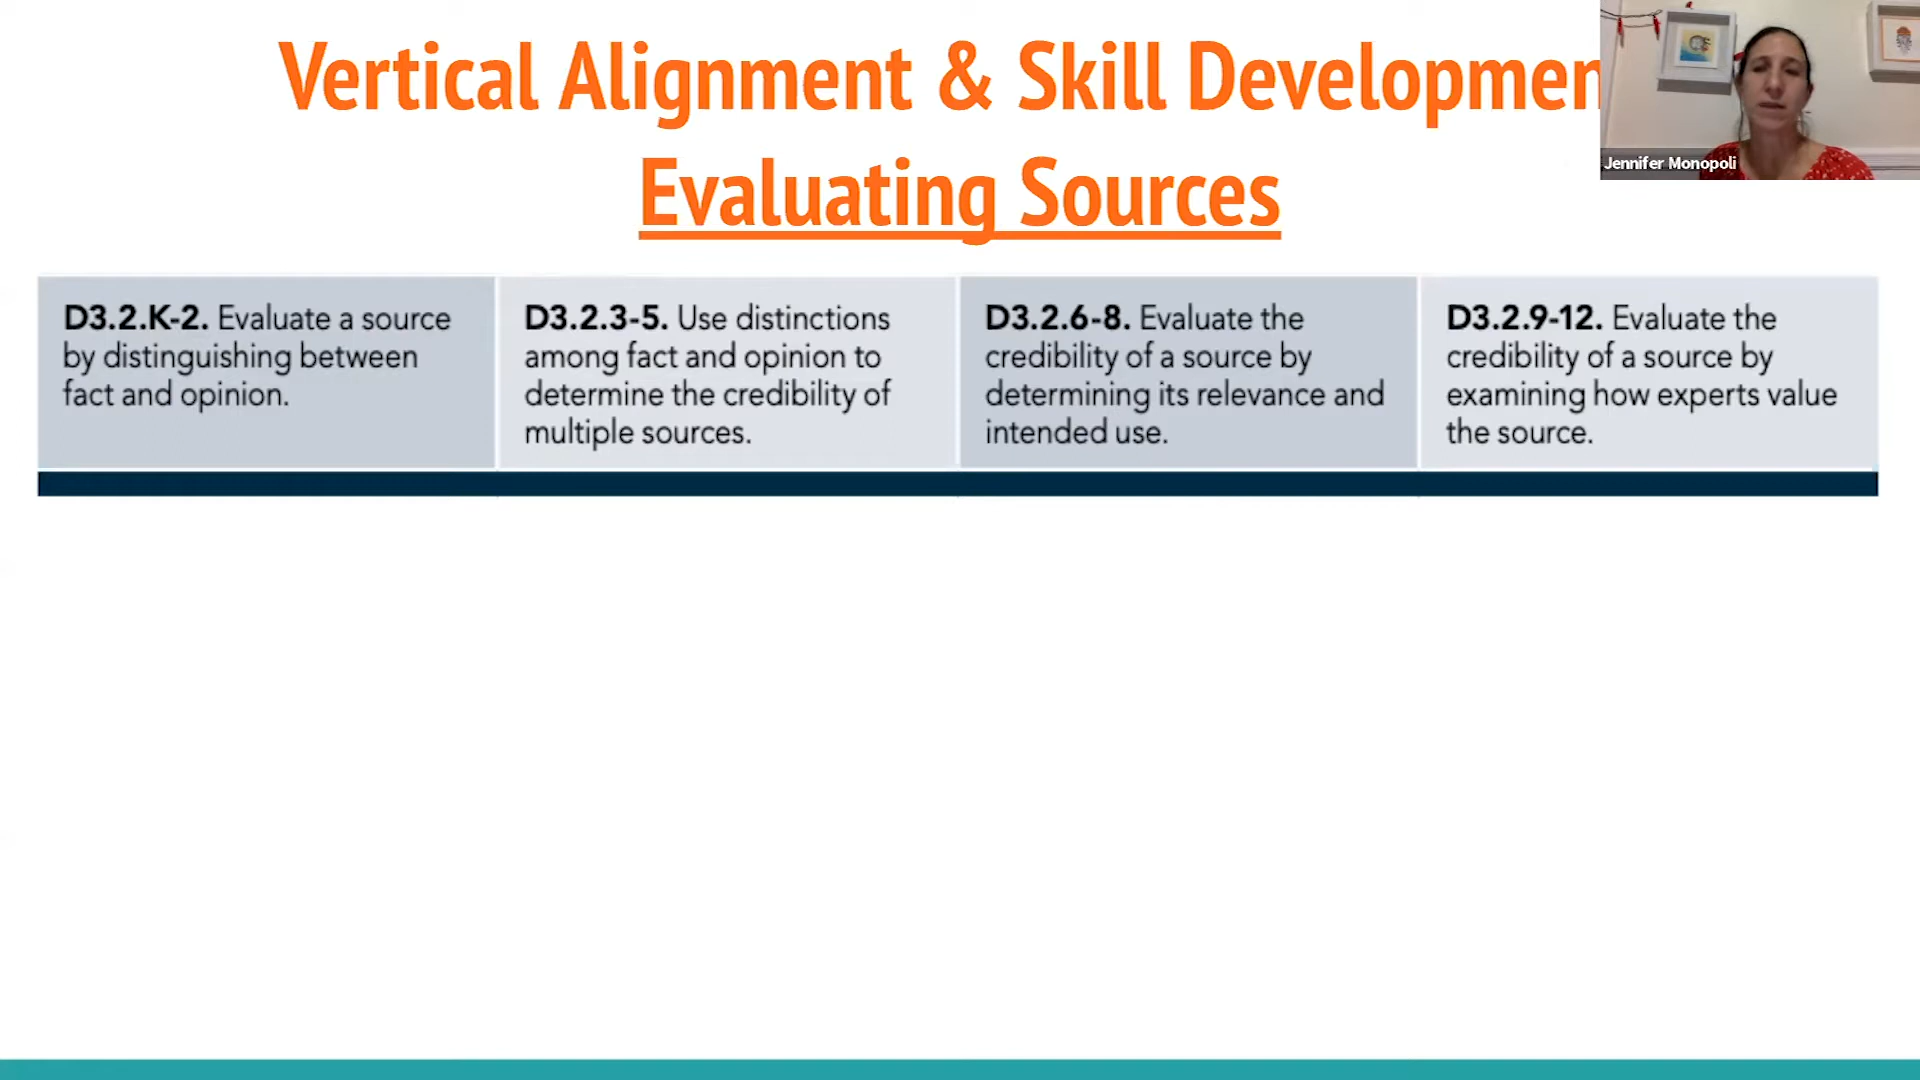 Vertical Alignment & Skill Developmen
Evaluating Sources
Jennifer Monopoli
D3.2.K-2. Evaluate a source
by distinguishing between
fact and opinion.
D3.2.3-5. Use distinctions
among fact and opinion to
determine the credibility of
multiple sources.
D3.2.6-8. Evaluate the
credibility of a source by
determining its relevance and
intended use.
D3.2.9-12. Evaluate the
credibility of a source by
examining how experts value
the source.